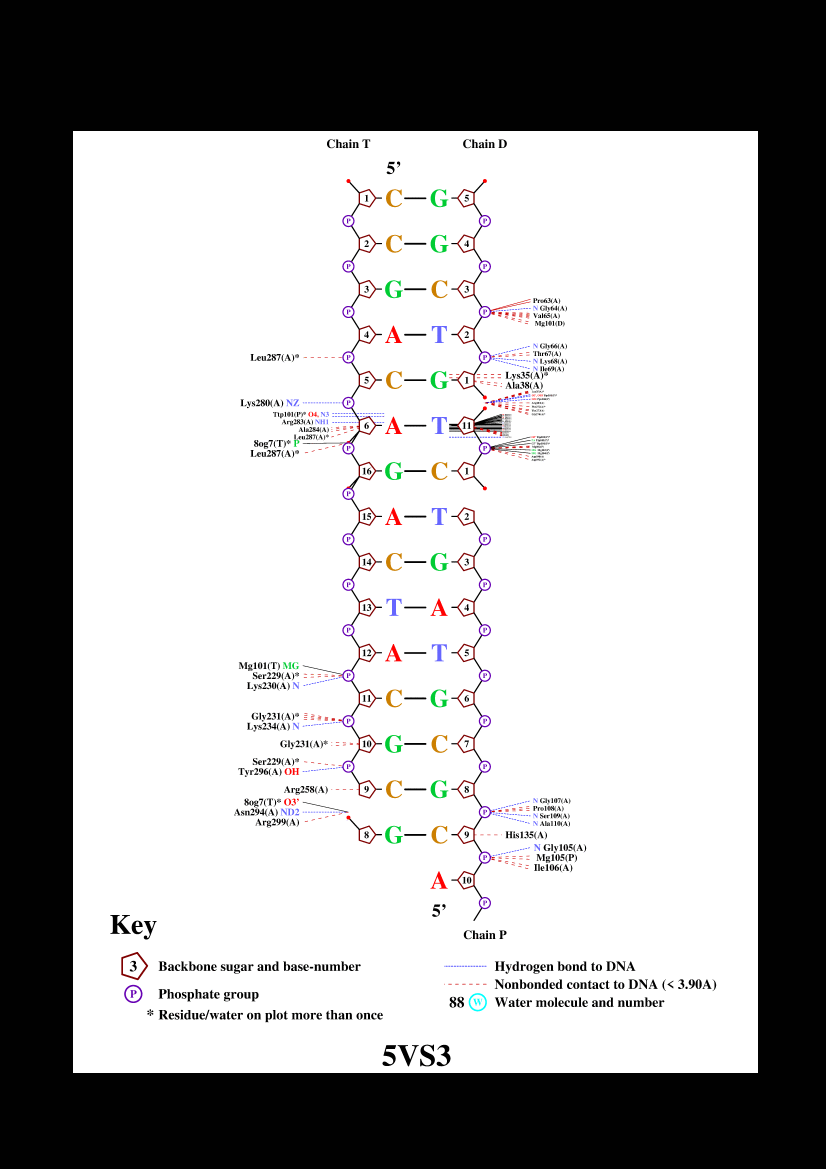 Chain T Chain D
5’
1 C G 5
P P
2 C G 4
P P
3 G C 3
Pro63(A)
N Gly64(A)
P P
Val65(A)
Mg101(D)
4 A T 2
N Gly66(A)
Thr67(A)
Leu287(A)* P P
N Lys68(A)
N Ile69(A)
5 C G 1
Lys35(A)*
Ala38(A)
Lys280(A) NZ P
Ttp101(P)* O4, N3
Arg283(A) NH1
6 A T 11
Ala284(A)
Leu287(A)*
8og7(T)* P
P P
Leu287(A)*
16 G C 1
P
15 A T 2
P P
14 C G 3
P P
13 T A 4
P P
12 A T 5
Mg101(T) MG
Ser229(A)* P P
Lys230(A) N
11 C G 6
Gly231(A)*
P P
Lys234(A) N
Gly231(A)* 10 G C 7
Ser229(A)*
P P
Tyr296(A) OH
Arg258(A) 9 C G 8
8og7(T)* O3'
N Gly107(A)
Asn294(A) ND2 P Pro108(A)
N Ser109(A)
Arg299(A)
N Ala110(A)
8 G C 9 His135(A)
N Gly105(A)
P Mg105(P)
Ile106(A)
A 10
P
5’
Chain P
Key
3 Backbone sugar and base-number
P Phosphate group
* Residue/water on plot more than once
Hydrogen bond to DNA
Nonbonded contact to DNA (< 3.90A)
88 W Water molecule and number
5VS3